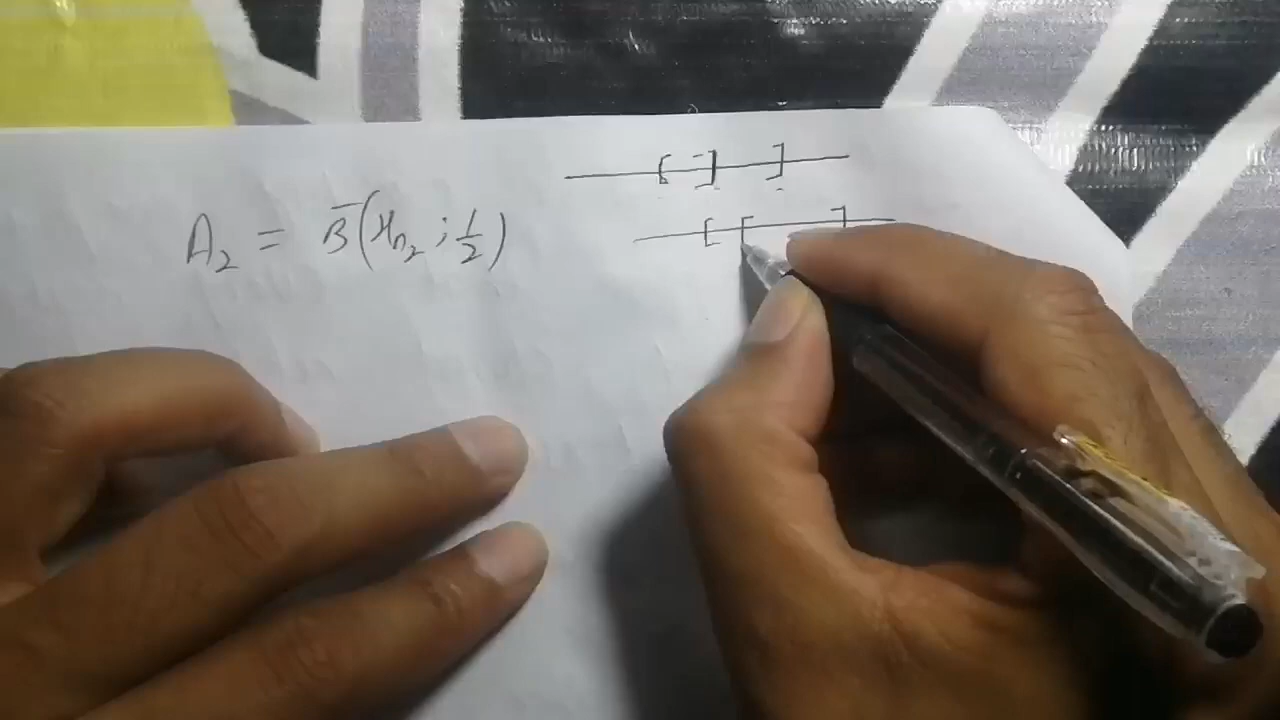 A₂ = B̅(x_{n₂} ; 1/2)